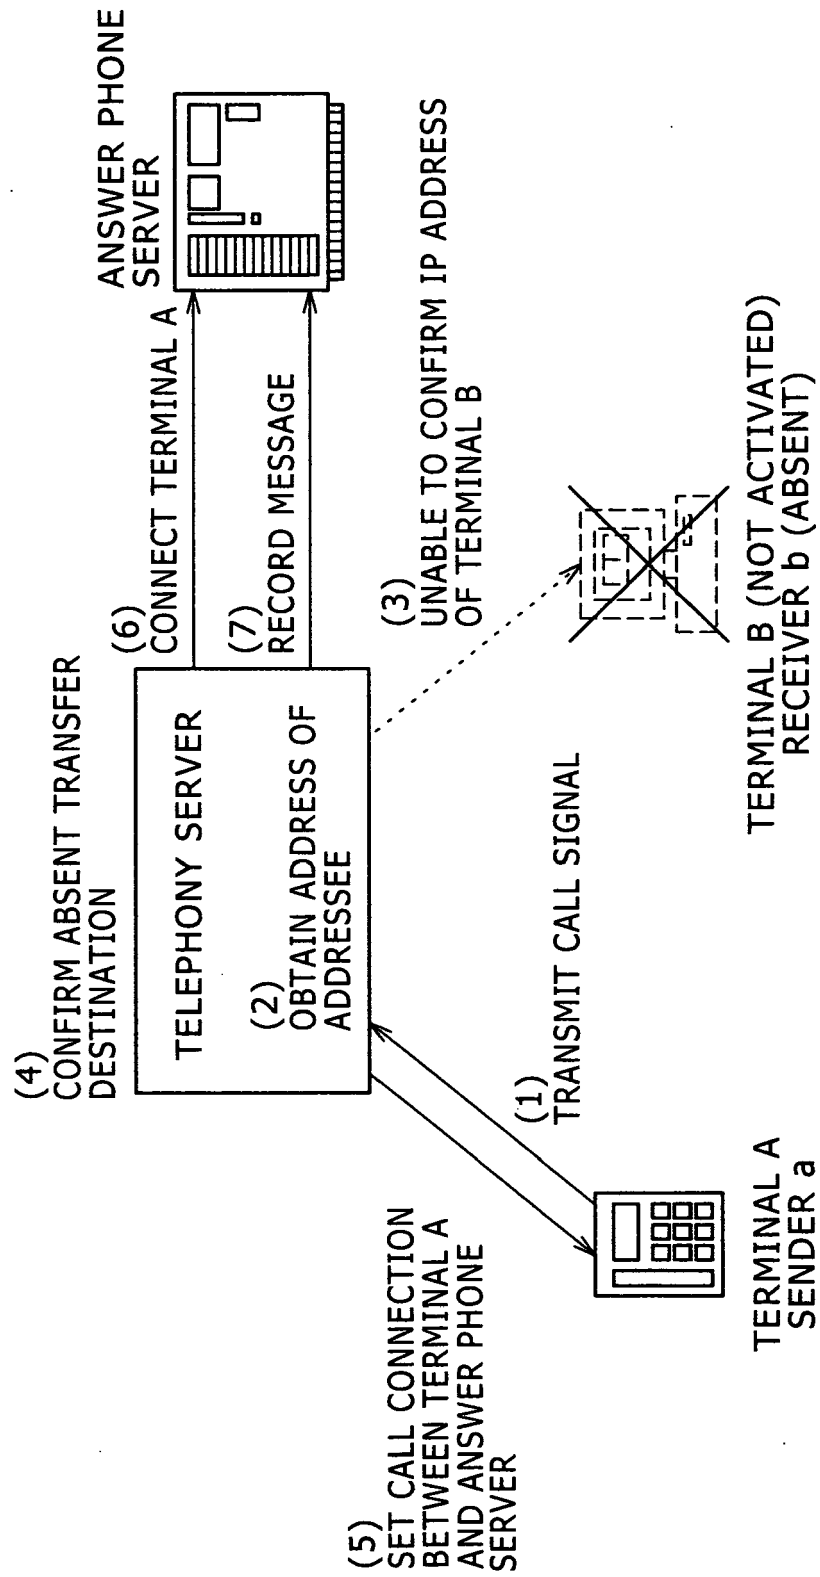 (4)
CONFIRM ABSENT TRANSFER
DESTINATION
TELEPHONY SERVER
(2)
OBTAIN ADDRESS OF
ADDRESSEE
(6)
CONNECT TERMINAL A
(7)
RECORD MESSAGE
ANSWER PHONE
SERVER
(3)
UNABLE TO CONFIRM IP ADDRESS
OF TERMINAL B
(5)
SET CALL CONNECTION
BETWEEN TERMINAL A
AND ANSWER PHONE
SERVER
(1)
TRANSMIT CALL SIGNAL
TERMINAL A
SENDER a
TERMINAL B (NOT ACTIVATED)
RECEIVER b (ABSENT)